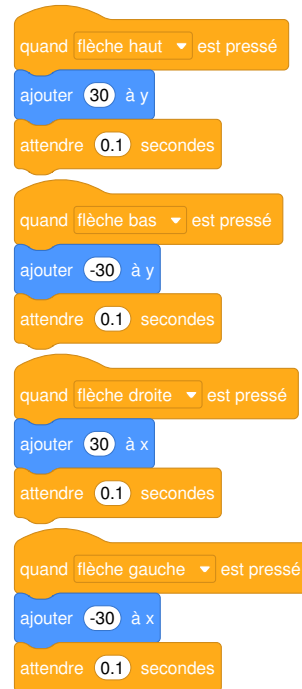 quand flèche haut est pressé
ajouter 30 à y
attendre 0.1 secondes
quand flèche bas est pressé
ajouter -30 à y
attendre 0.1 secondes
quand flèche droite est pressé
ajouter 30 à x
attendre 0.1 secondes
quand flèche gauche est pressé
ajouter -30 à x
attendre 0.1 secondes